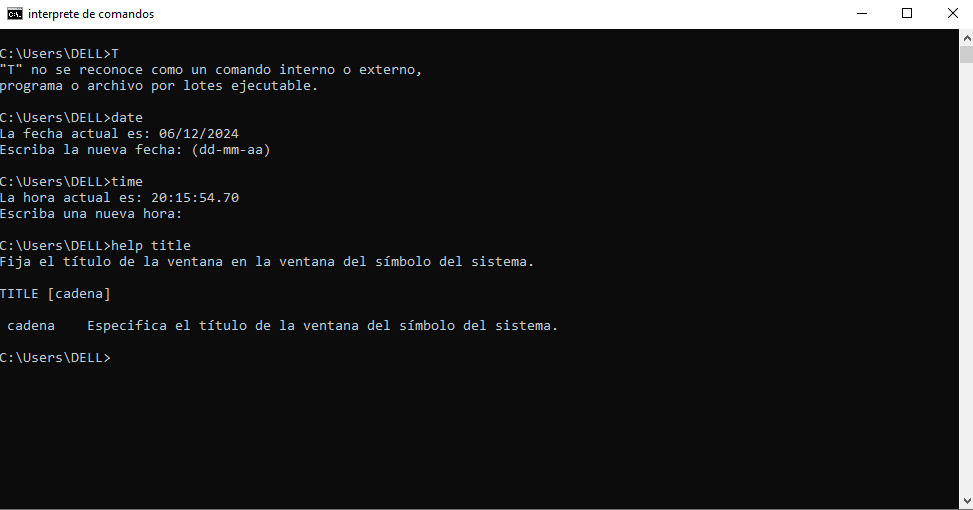 interprete de comandos
C:\Users\DELL>T
"T" no se reconoce como un comando interno o externo,
programa o archivo por lotes ejecutable.
C:\Users\DELL>date
La fecha actual es: 06/12/2024
Escriba la nueva fecha: (dd-mm-aa)
C:\Users\DELL>time
La hora actual es: 20:15:54.70
Escriba una nueva hora:
C:\Users\DELL>help title
Fija el título de la ventana en la ventana del símbolo del sistema.
TITLE [cadena]
cadena    Especifica el título de la ventana del símbolo del sistema.
C:\Users\DELL>